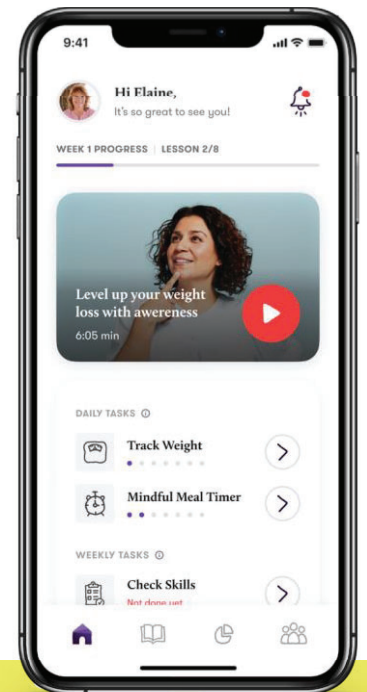 9:41
Hi Elaine,
It's so great to see you!
WEEK 1 PROGRESS | LESSON 2/8
Level up your weight
loss with awereness
6:05 min
DAILY TASKS
Track Weight
Mindful Meal Timer
WEEKLY TASKS
Check Skills
Not done yet